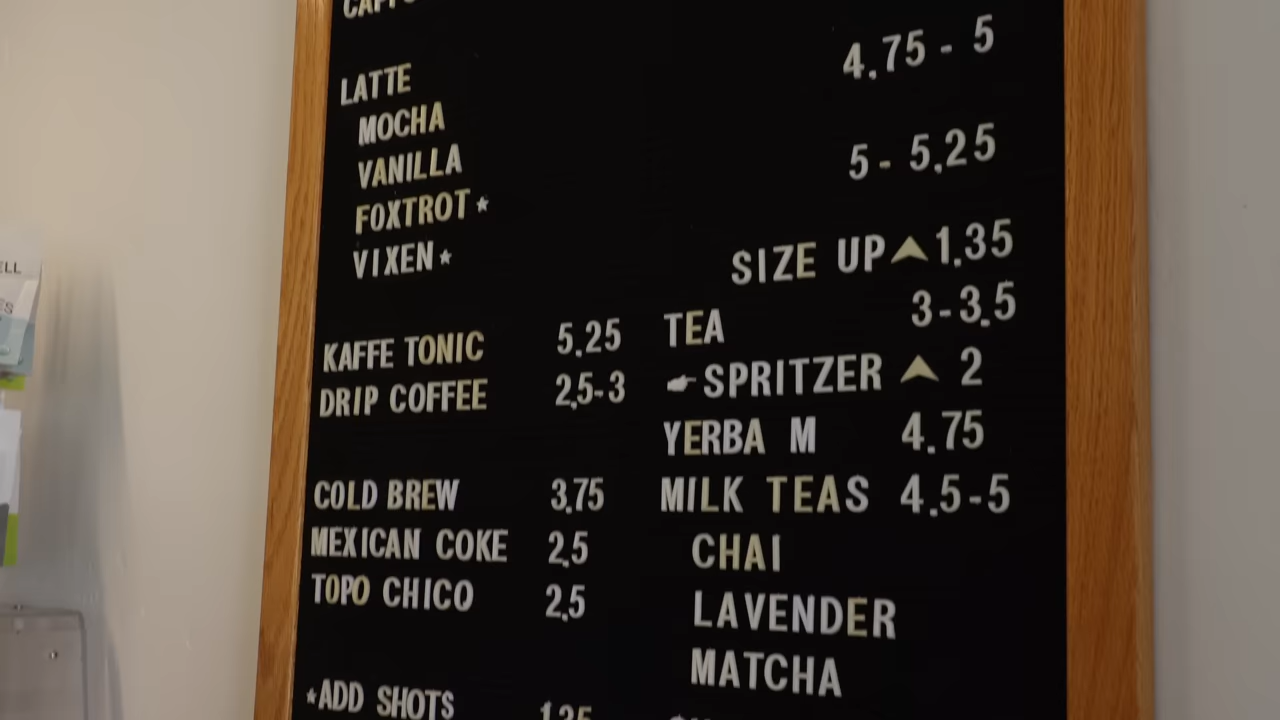 LATTE 4.75 - 5
MOCHA
VANILLA 5 - 5.25
FOXTROT *
VIXEN *
SIZE UP 1.35
KAFFE TONIC 5.25
DRIP COFFEE 2.5-3
COLD BREW 3.75
MEXICAN COKE 2.5
TOPO CHICO 2.5
*ADD SHOTS 1.35
TEA 3-3.5
☛SPRITZER 2
YERBA M 4.75
MILK TEAS 4.5-5
CHAI
LAVENDER
MATCHA